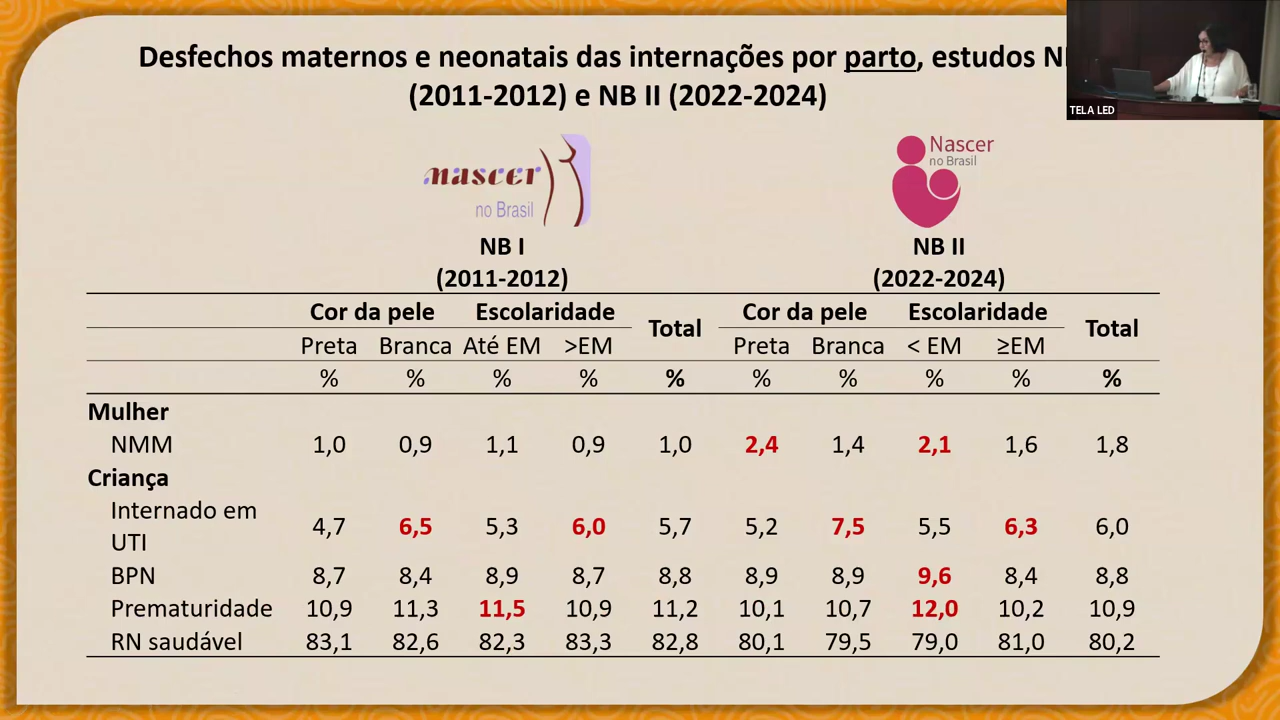 Desfechos maternos e neonatais das internações por parto, estudos
(2011-2012) e NB II (2022-2024)
TELA LED
nascer
no Brasil
Nascer
no Brasil
NB I
(2011-2012)
NB II
(2022-2024)
Cor da pele Escolaridade Total Cor da pele Escolaridade Total
Preta Branca Até EM >EM Preta Branca < EM ≥EM
% % % % % % % % % %
Mulher
NMM 1,0 0,9 1,1 0,9 1,0 2,4 1,4 2,1 1,6 1,8
Criança
Internado em
UTI 4,7 6,5 5,3 6,0 5,7 5,2 7,5 5,5 6,3 6,0
BPN 8,7 8,4 8,9 8,7 8,8 8,9 8,9 9,6 8,4 8,8
Prematuridade 10,9 11,3 11,5 10,9 11,2 10,1 10,7 12,0 10,2 10,9
RN saudável 83,1 82,6 82,3 83,3 82,8 80,1 79,5 79,0 81,0 80,2